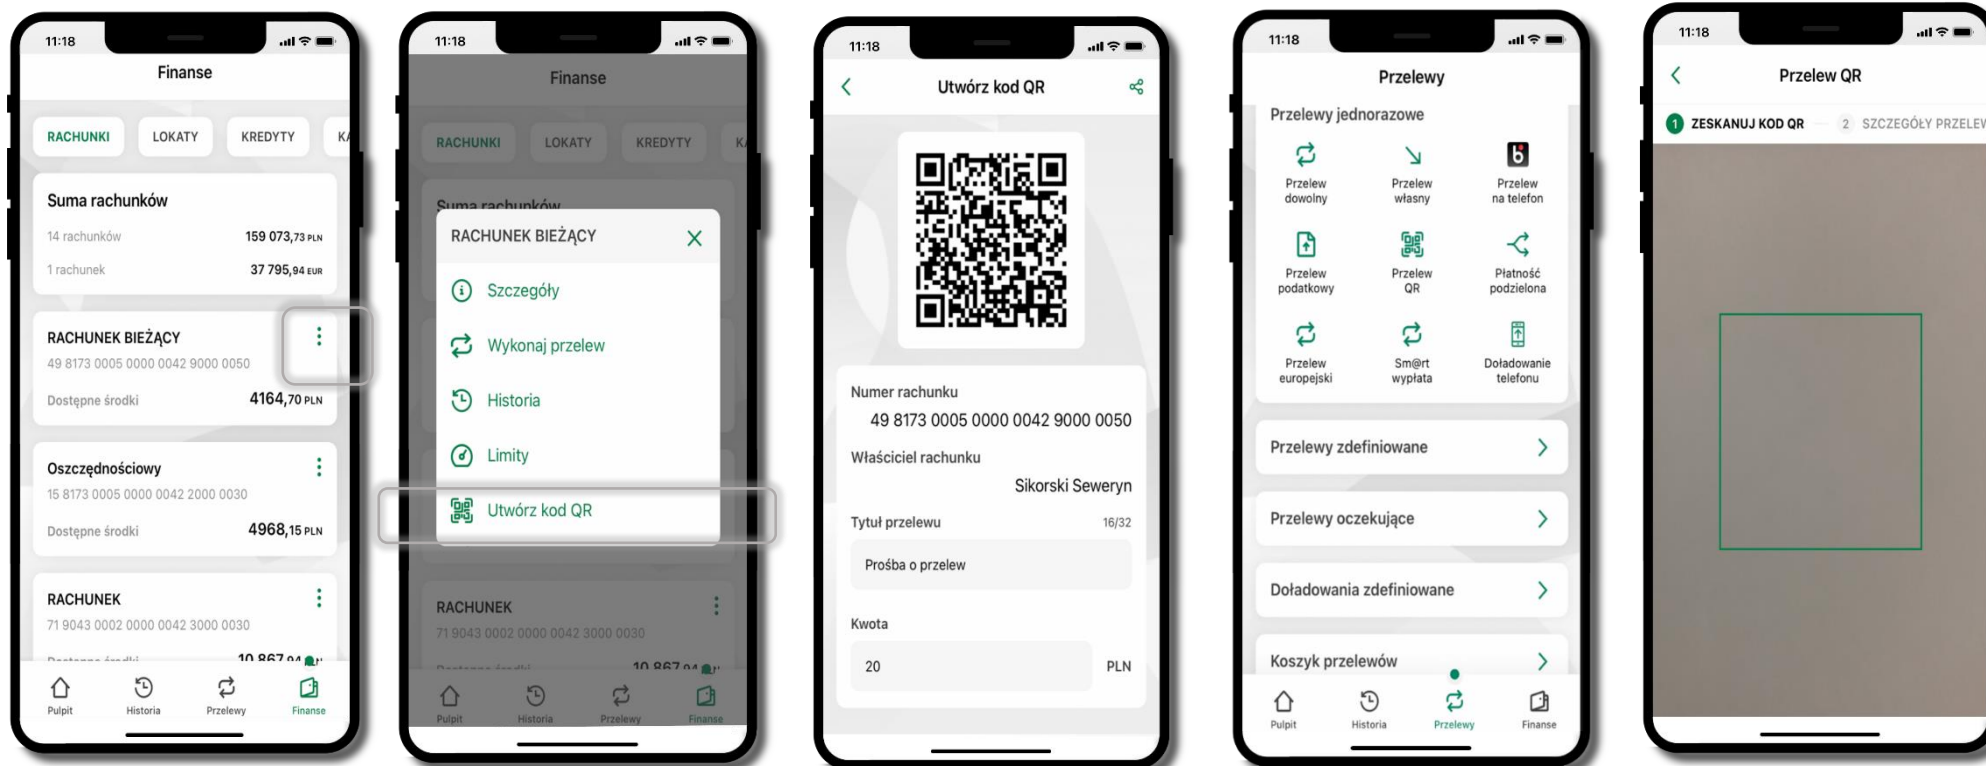 11:18
Finanse
RACHUNKI LOKATY KREDYTY
Suma rachunków
14 rachunków 159 073,73 PLN
1 rachunek 37 795,94 EUR
RACHUNEK BIEŻĄCY
49 8173 0005 0000 0042 9000 0050
Dostępne środki 4164,70 PLN
Oszczędnościowy
15 8173 0005 0000 0042 2000 0030
Dostępne środki 4968,15 PLN
RACHUNEK
71 9043 0002 0000 0042 3000 0030
10 867,94
Pulpit Historia Przelewy Finanse
11:18
Finanse
RACHUNKI LOKATY KREDYTY
Suma rachunków
RACHUNEK BIEŻĄCY
Szczegóły
Wykonaj przelew
Historia
Limity
Utwórz kod QR
RACHUNEK
71 9043 0002 0000 0042 3000 0030
10 867,94
Pulpit Historia Przelewy Finanse
11:18
Utwórz kod QR
Numer rachunku
49 8173 0005 0000 0042 9000 0050
Właściciel rachunku
Sikorski Seweryn
Tytuł przelewu 16/32
Prośba o przelew
Kwota
20 PLN
11:18
Przelewy
Przelewy jednorazowe
Przelew Przelew Przelew
dowolny własny na telefon
Przelew Przelew Płatność
podatkowy QR podzielona
Przelew Sm@rt Doładowanie
europejski wypłata telefonu
Przelewy zdefiniowane
Przelewy oczekujące
Doładowania zdefiniowane
Koszyk przelewów
Pulpit Historia Przelewy Finanse
11:18
Przelew QR
1 ZESKANUJ KOD QR 2 SZCZEGÓŁY PRZELEW